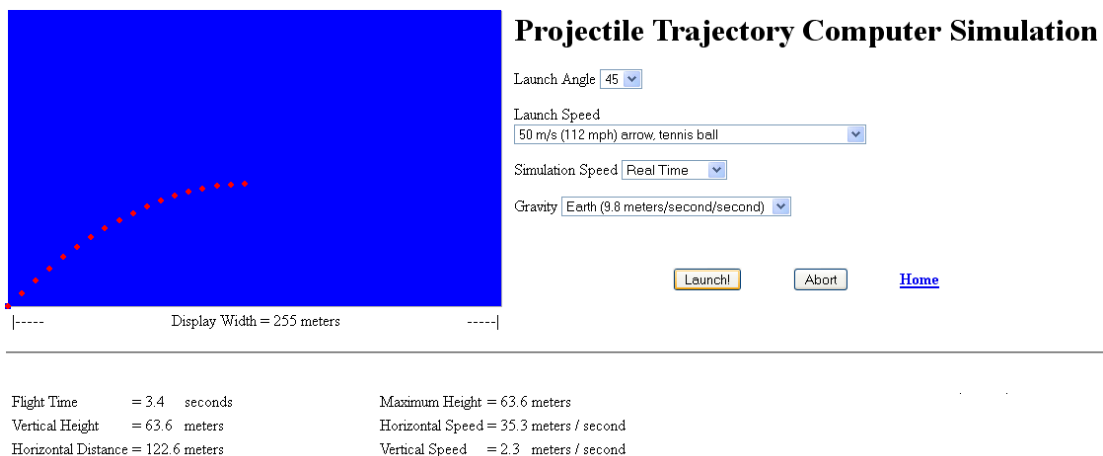 Projectile Trajectory Computer Simulation
Launch Angle 45
Launch Speed
50 m/s (112 mph) arrow, tennis ball
Simulation Speed Real Time
Gravity Earth (9.8 meters/second/second)
Launch! Abort Home
|----- Display Width = 255 meters -----|
Flight Time = 3.4 seconds Maximum Height = 63.6 meters
Vertical Height = 63.6 meters Horizontal Speed = 35.3 meters / second
Horizontal Distance = 122.6 meters Vertical Speed = 2.3 meters / second